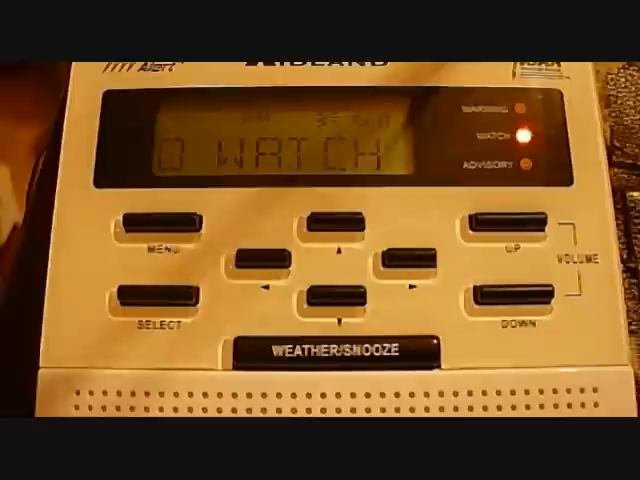 Alert
MIDLAND
O WATCH
WARNING
WATCH
ADVISORY
MENU
UP
VOLUME
SELECT
DOWN
WEATHER/SNOOZE